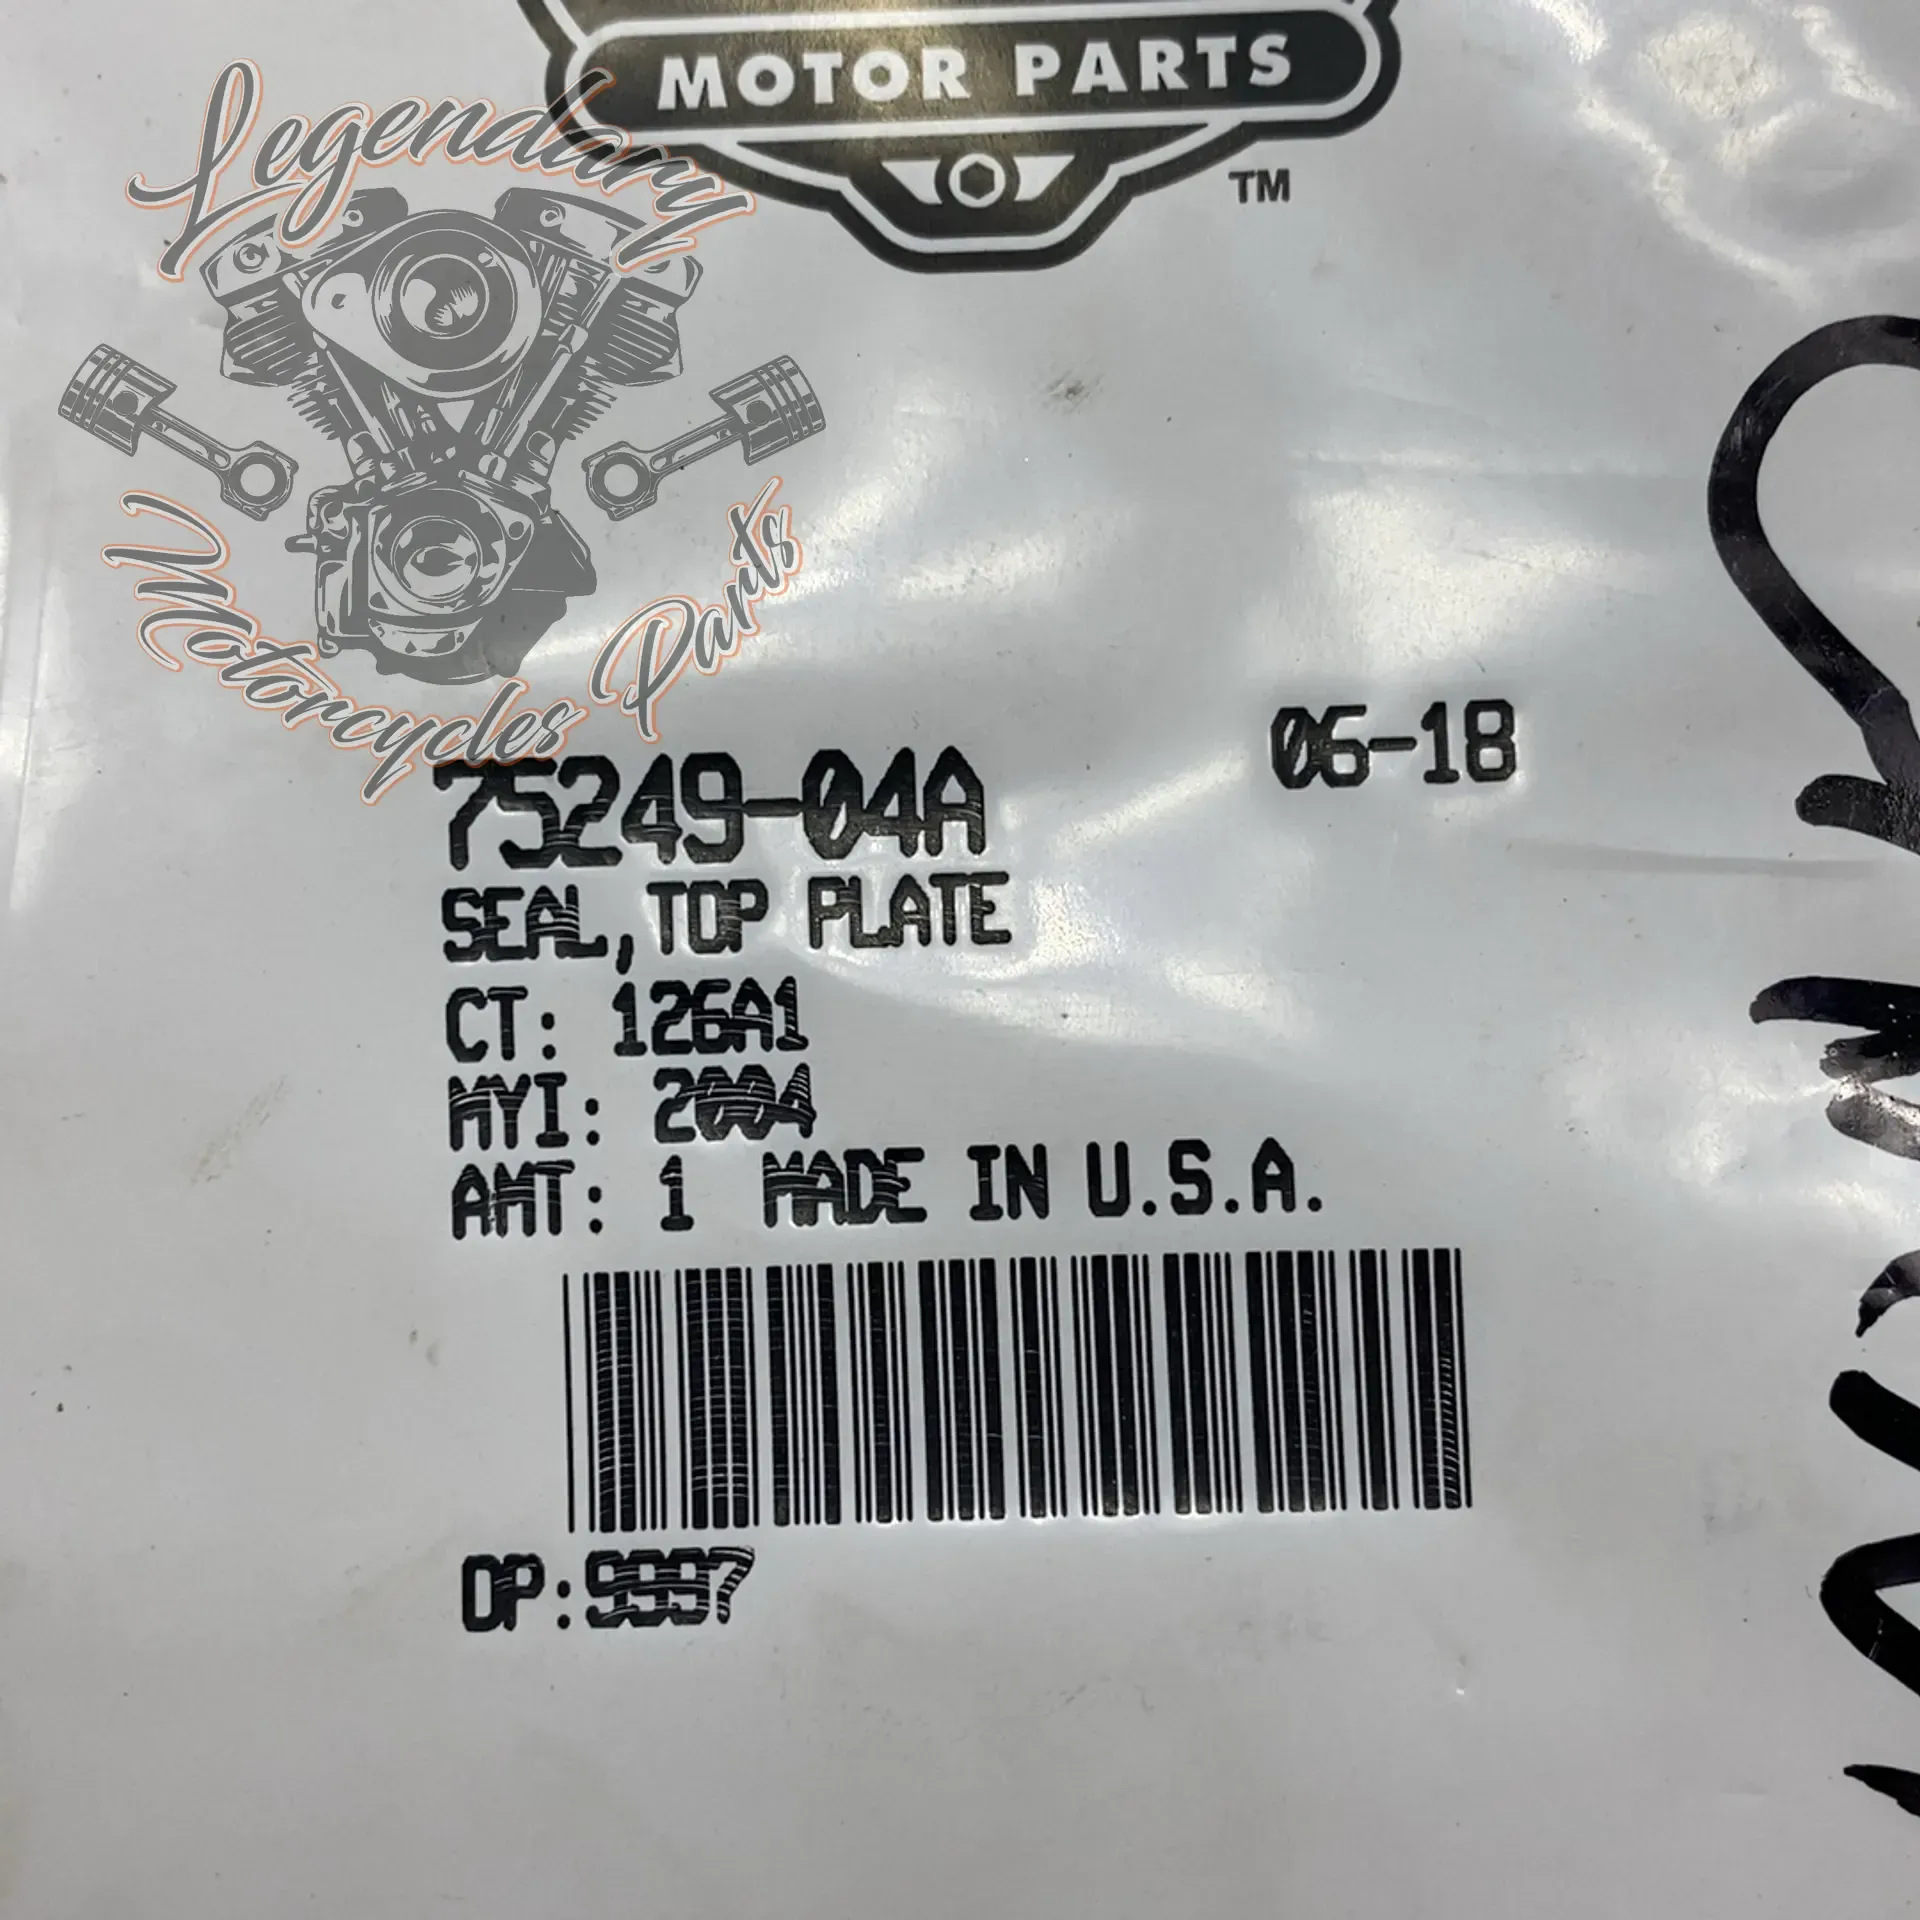 MOTOR PARTS
TM
Legendary
Motorcycles Parts
06-18
75249-04A
SEAL,TOP PLATE
CT: 126A1
MYI: 2004
AMT: 1 MADE IN U.S.A.
DP:9997